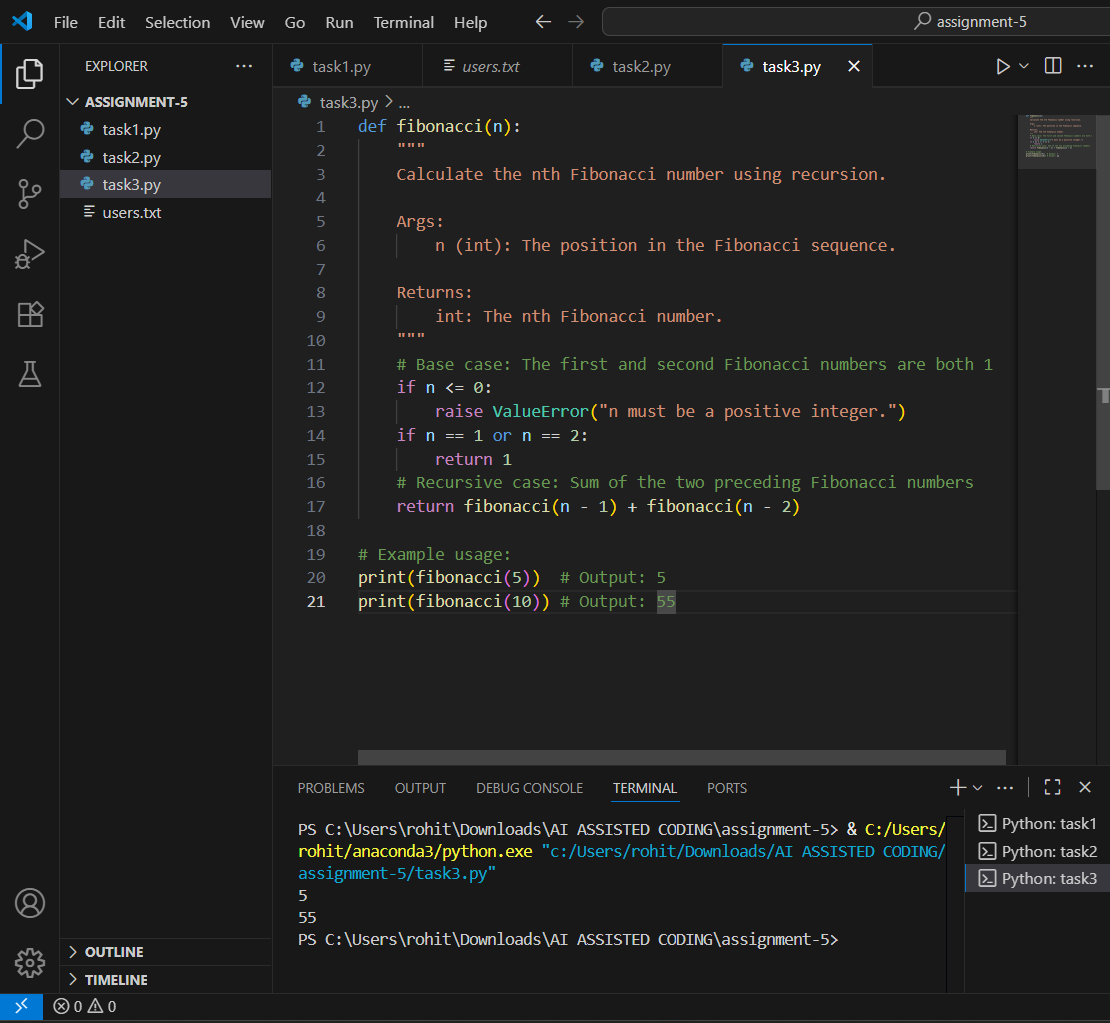 File Edit Selection View Go Run Terminal Help
assignment-5
EXPLORER
ASSIGNMENT-5
task1.py
task2.py
task3.py
users.txt
OUTLINE
TIMELINE
task1.py users.txt task2.py task3.py
task3.py > ...
1 def fibonacci(n):
2     """
3     Calculate the nth Fibonacci number using recursion.
4
5     Args:
6         n (int): The position in the Fibonacci sequence.
7
8     Returns:
9         int: The nth Fibonacci number.
10     """
11     # Base case: The first and second Fibonacci numbers are both 1
12     if n <= 0:
13         raise ValueError("n must be a positive integer.")
14     if n == 1 or n == 2:
15         return 1
16     # Recursive case: Sum of the two preceding Fibonacci numbers
17     return fibonacci(n - 1) + fibonacci(n - 2)
18
19 # Example usage:
20 print(fibonacci(5))  # Output: 5
21 print(fibonacci(10)) # Output: 55
PROBLEMS OUTPUT DEBUG CONSOLE TERMINAL PORTS
PS C:\Users\rohit\Downloads\AI ASSISTED CODING\assignment-5> & C:/Users/
rohit/anaconda3/python.exe "c:/Users/rohit/Downloads/AI ASSISTED CODING/
assignment-5/task3.py"
5
55
PS C:\Users\rohit\Downloads\AI ASSISTED CODING\assignment-5>
Python: task1
Python: task2
Python: task3
0 0